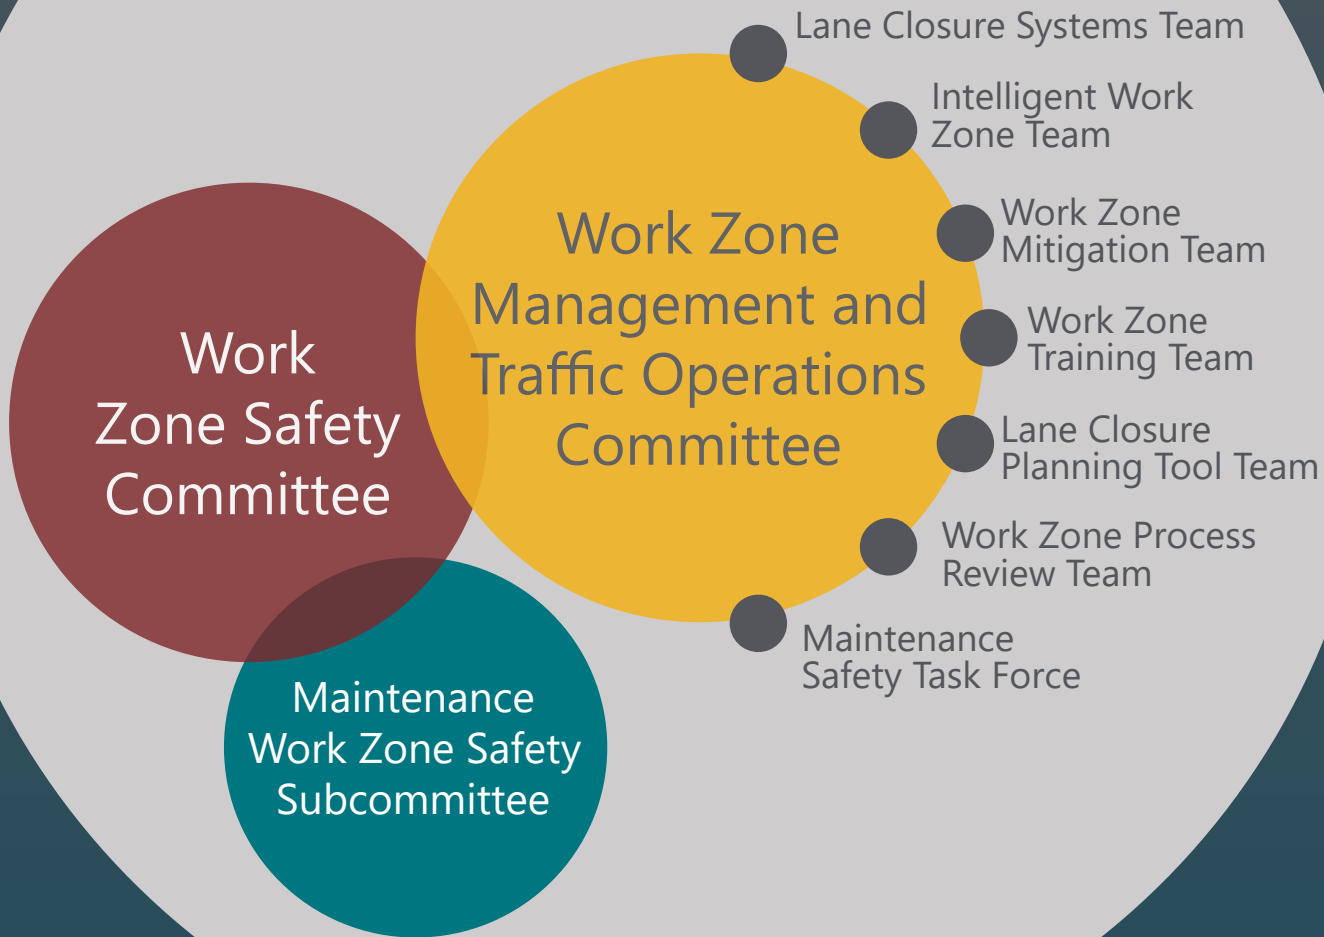 Lane Closure Systems Team
Intelligent Work
Zone Team
Work Zone
Mitigation Team
Work Zone
Training Team
Lane Closure
Planning Tool Team
Work Zone Process
Review Team
Maintenance
Safety Task Force
Work Zone
Management and
Traffic Operations
Committee
Work
Zone Safety
Committee
Maintenance
Work Zone Safety
Subcommittee